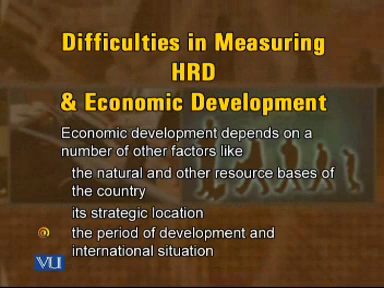 Difficulties in Measuring
HRD
& Economic Development
Economic development depends on a
number of other factors like
the natural and other resource bases of
the country
its strategic location
the period of development and
international situation
VU